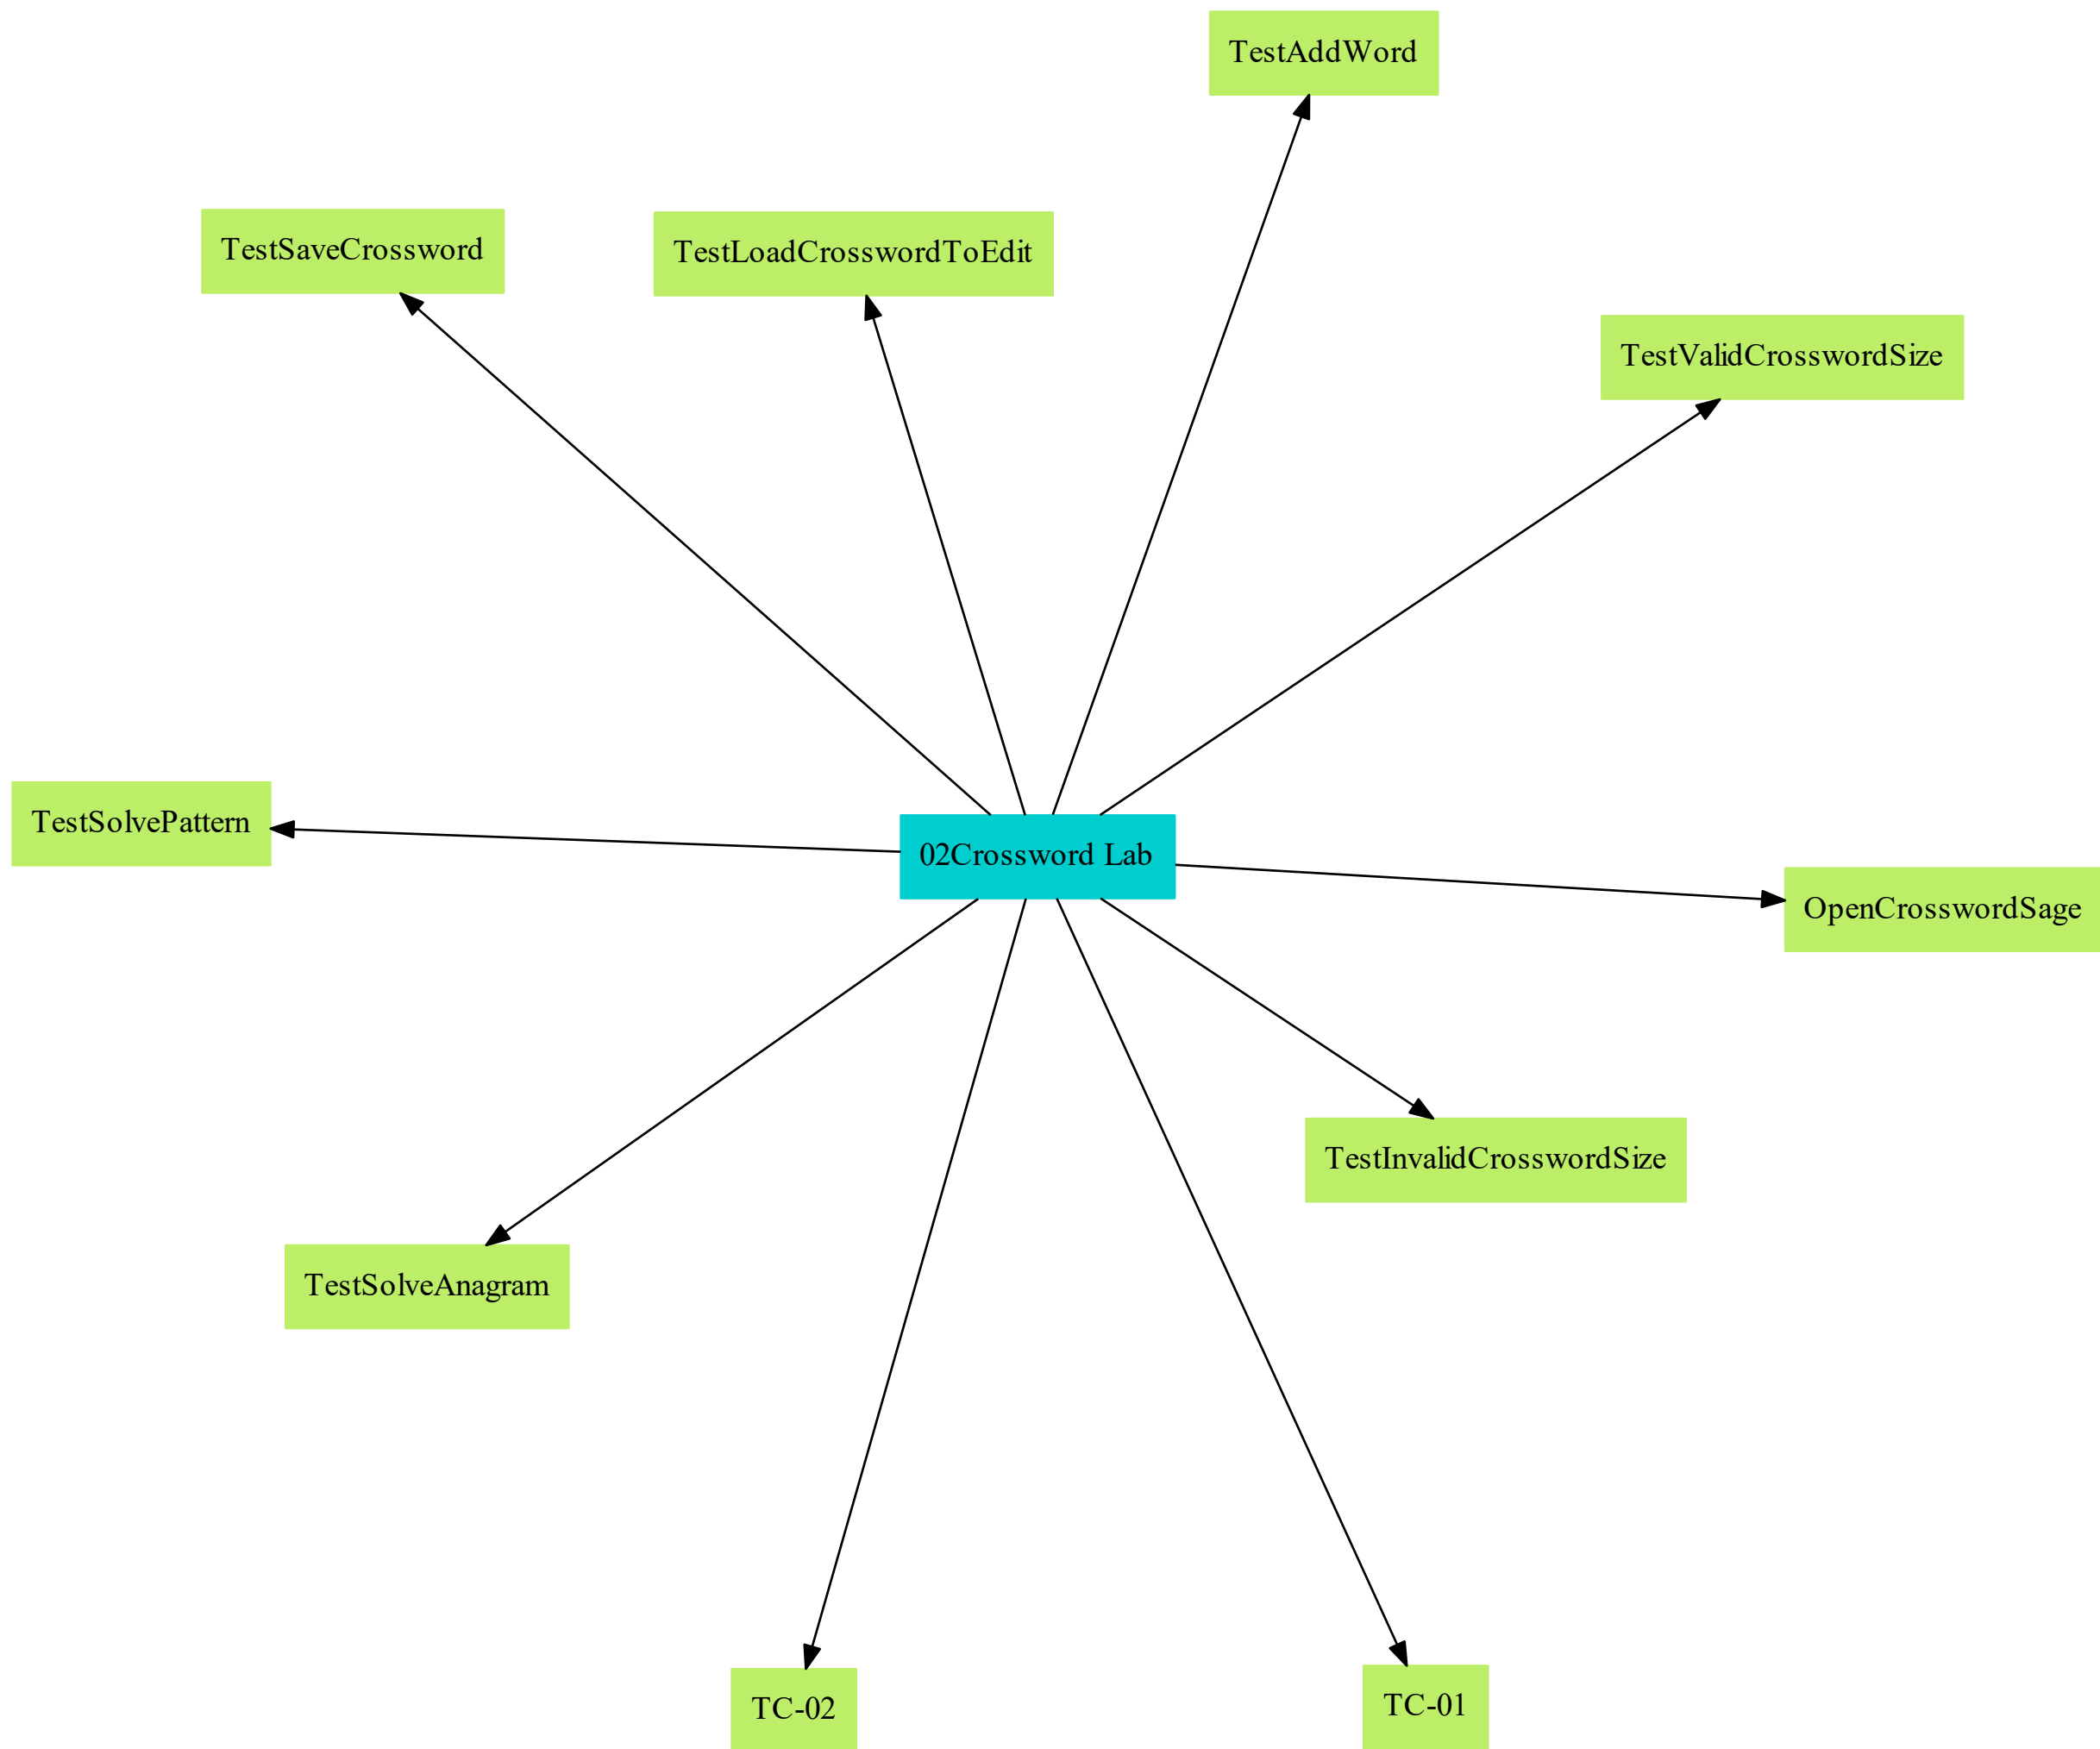 TestAddWord
TestSaveCrossword
TestLoadCrosswordToEdit
TestValidCrosswordSize
TestSolvePattern
02Crossword Lab
OpenCrosswordSage
TestInvalidCrosswordSize
TestSolveAnagram
TC-02
TC-01